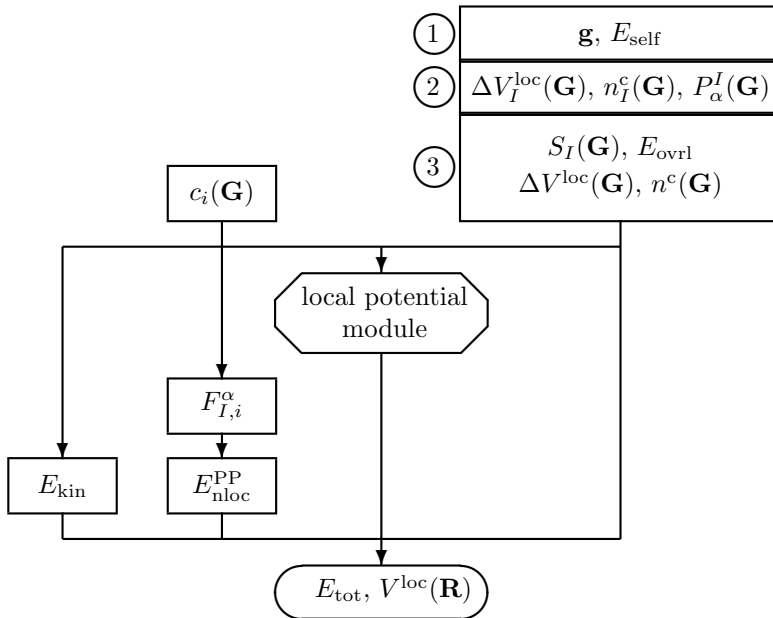 1 g, E_self
2 ΔV_I^loc(G), n_I^c(G), P_α^I(G)
3 S_I(G), E_ovrl
ΔV^loc(G), n^c(G)
c_i(G)
local potential
module
F_{I,i}^α
E_kin
E_nloc^PP
E_tot, V^loc(R)